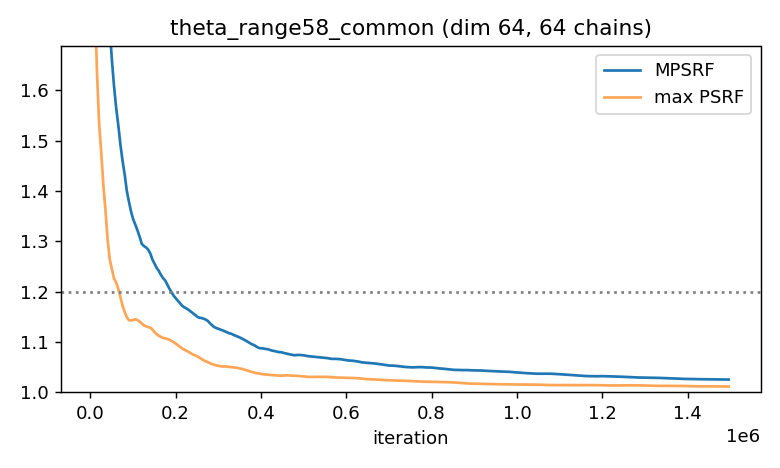 theta_range58_common (dim 64, 64 chains)
MPSRF
max PSRF
1.6
1.5
1.4
1.3
1.2
1.1
1.0
0.0 0.2 0.4 0.6 0.8 1.0 1.2 1.4
1e6
iteration